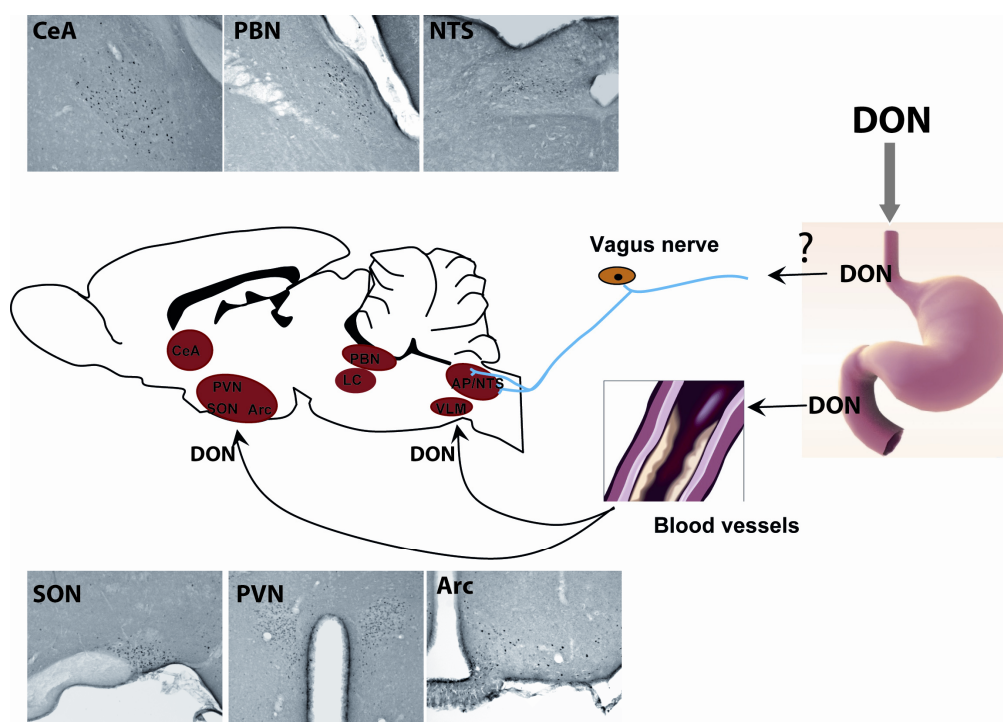 CeA
PBN
NTS
DON
Vagus nerve
?
DON
CeA
PBN
LC
AP/NTS
PVN
SON Arc
VLM
DON
DON
DON
Blood vessels
SON
PVN
Arc